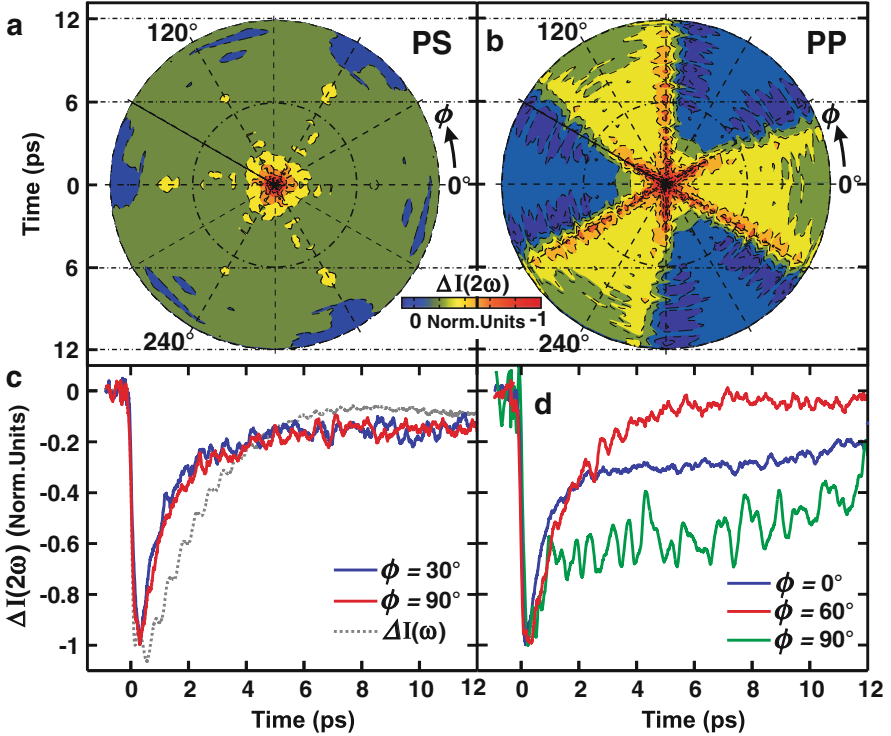 a
PS
b
PP
12
6
0
6
12
Time (ps)
120°
240°
ϕ
0°
120°
240°
ϕ
0°
ΔI(2ω)
0 Norm.Units -1
c
ΔI(2ω) (Norm.Units)
0
-0.2
-0.4
-0.6
-0.8
-1
ϕ = 30°
ϕ = 90°
ΔI(ω)
0 2 4 6 8 10 12
Time (ps)
d
ϕ = 0°
ϕ = 60°
ϕ = 90°
0 2 4 6 8 10 12
Time (ps)